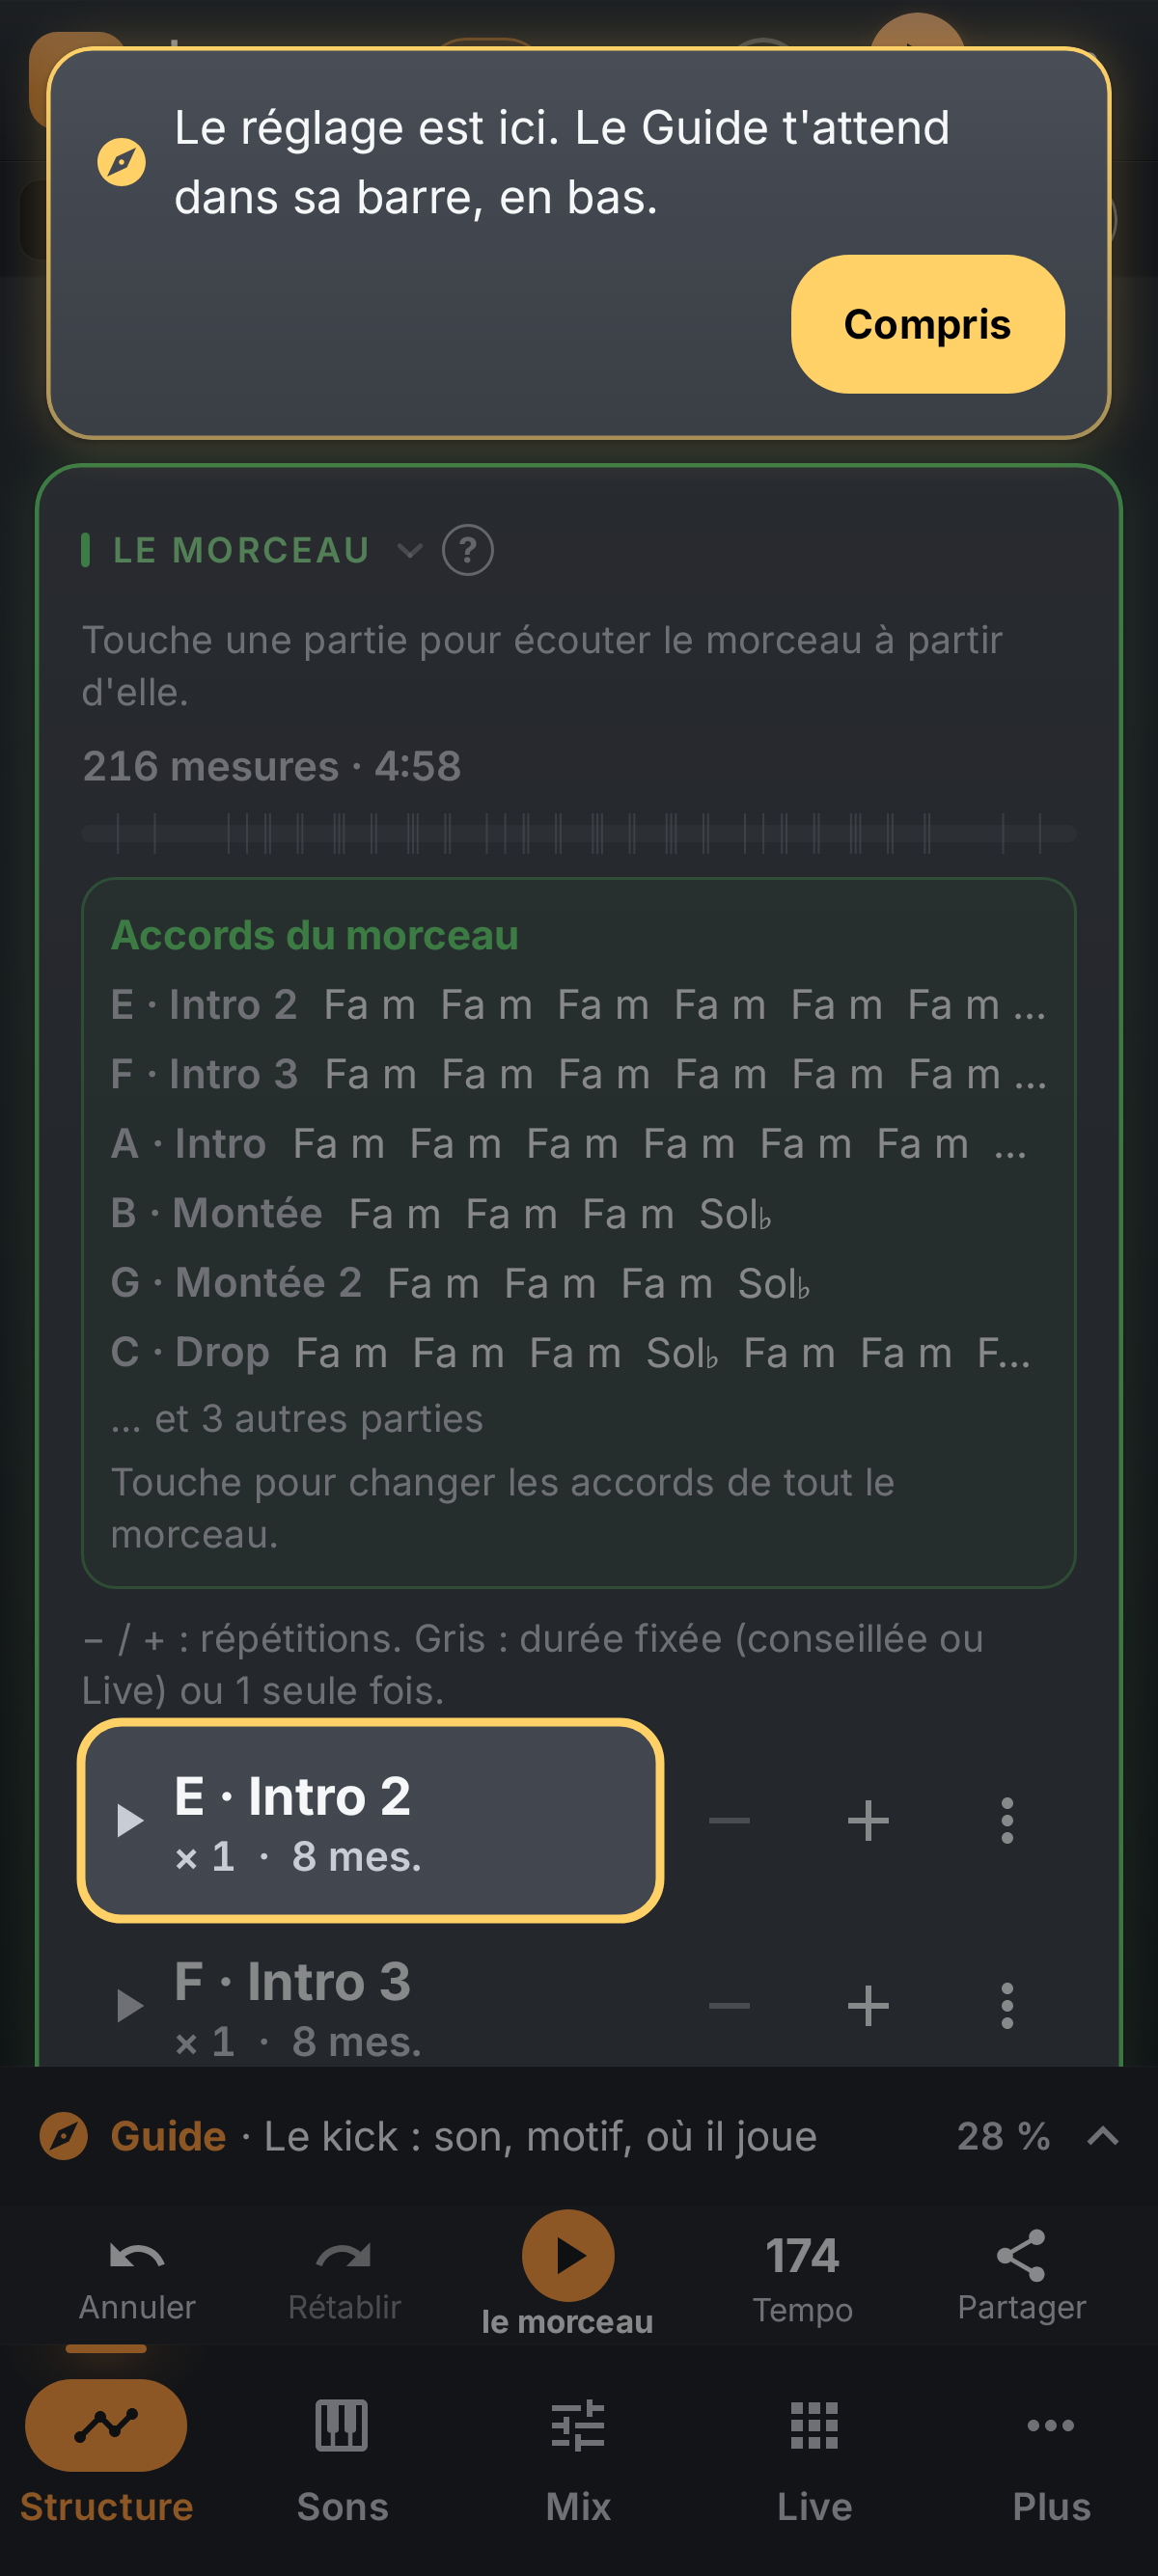 Le réglage est ici. Le Guide t'attend
dans sa barre, en bas.
Compris
LE MORCEAU ?
Touche une partie pour écouter le morceau à partir
d'elle.
216 mesures · 4:58
Accords du morceau
E · Intro 2 Fa m Fa m Fa m Fa m Fa m Fa m ...
F · Intro 3 Fa m Fa m Fa m Fa m Fa m Fa m ...
A · Intro Fa m Fa m Fa m Fa m Fa m Fa m ...
B · Montée Fa m Fa m Fa m Sol♭
G · Montée 2 Fa m Fa m Fa m Sol♭
C · Drop Fa m Fa m Fa m Sol♭ Fa m Fa m F...
... et 3 autres parties
Touche pour changer les accords de tout le
morceau.
− / + : répétitions. Gris : durée fixée (conseillée ou
Live) ou 1 seule fois.
E · Intro 2
× 1 · 8 mes.
F · Intro 3
× 1 · 8 mes.
Guide · Le kick : son, motif, où il joue 28 %
Annuler Rétablir le morceau 174 Tempo Partager
Structure Sons Mix Live Plus